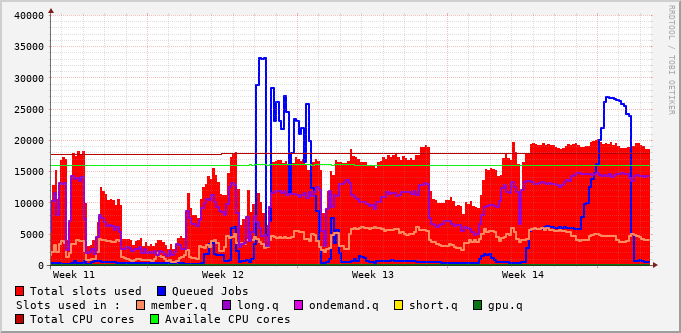 40000
35000
30000
25000
20000
15000
10000
5000
0
Week 11 Week 12 Week 13 Week 14
RRDTOOL / TOBI OETIKER
Total slots used Queued Jobs
Slots used in : member.q long.q ondemand.q short.q gpu.q
Total CPU cores Availale CPU cores